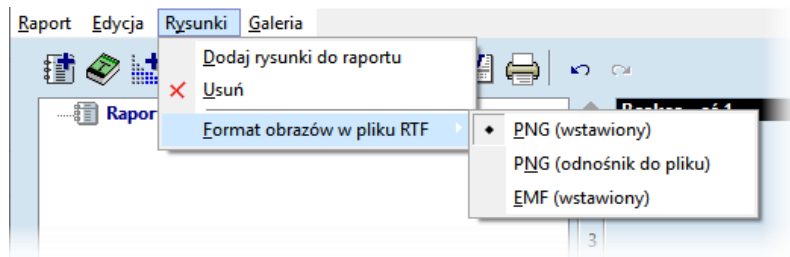 Raport Edycja Rysunki Galeria
Dodaj rysunki do raportu
Usuń
Rapor
Format obrazów w pliku RTF
PNG (wstawiony)
PNG (odnośnik do pliku)
EMF (wstawiony)
3